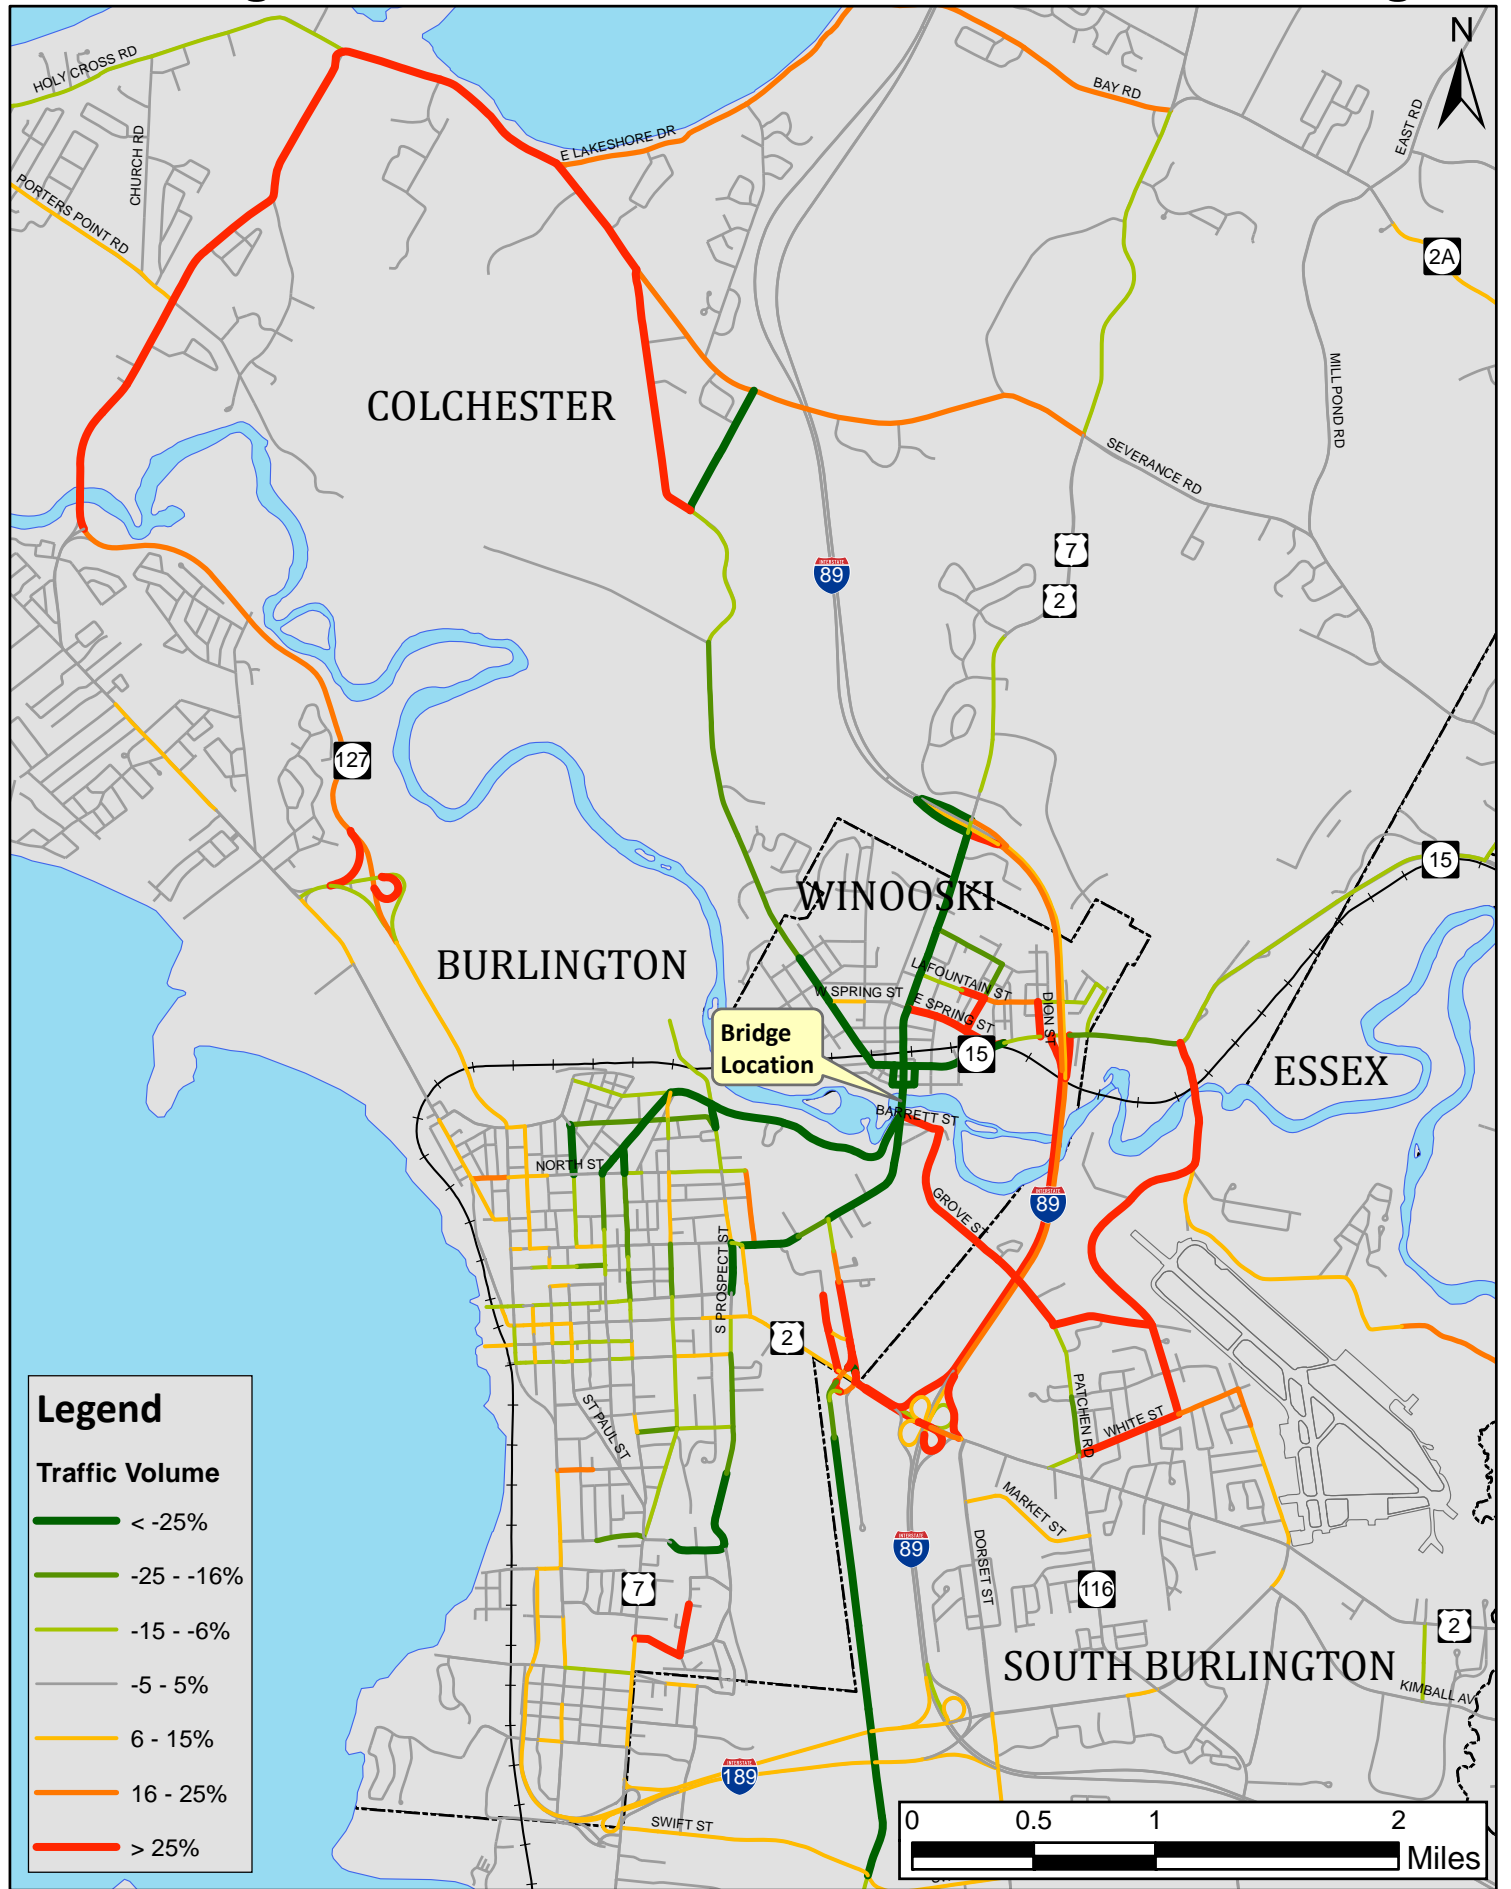 N
HOLY CROSS RD
CHURCH RD
PORTERS POINT RD
E LAKESHORE DR
BAY RD
EAST RD
2A
COLCHESTER
MILL POND RD
SEVERANCE RD
INTERSTATE
89
7
2
127
15
WINOOSKI
BURLINGTON
LAFOUNTAIN ST
W SPRING ST
E SPRING ST
DION ST
Bridge
Location
15
ESSEX
BARRETT ST
NORTH ST
GROVE ST
INTERSTATE
89
S PROSPECT ST
2
ST PAUL ST
PATCHEN RD
WHITE ST
MARKET ST
INTERSTATE
89
DORSET ST
7
116
2
SOUTH BURLINGTON
KIMBALL AV
INTERSTATE
189
SWIFT ST
Legend
Traffic Volume
< -25%
-25 - -16%
-15 - -6%
-5 - 5%
6 - 15%
16 - 25%
> 25%
0 0.5 1 2
Miles